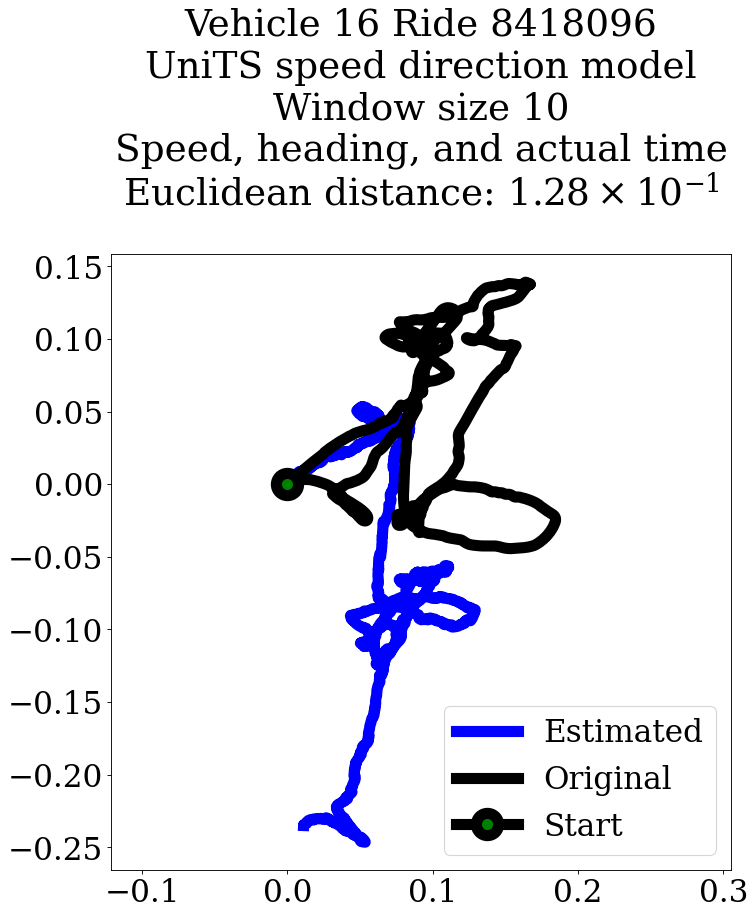 Vehicle 16 Ride 8418096
UniTS speed direction model
Window size 10
Speed, heading, and actual time
Euclidean distance: 1.28 × 10⁻¹
0.15
0.10
0.05
0.00
−0.05
−0.10
−0.15
−0.20
−0.25
Estimated
Original
Start
−0.1 0.0 0.1 0.2 0.3